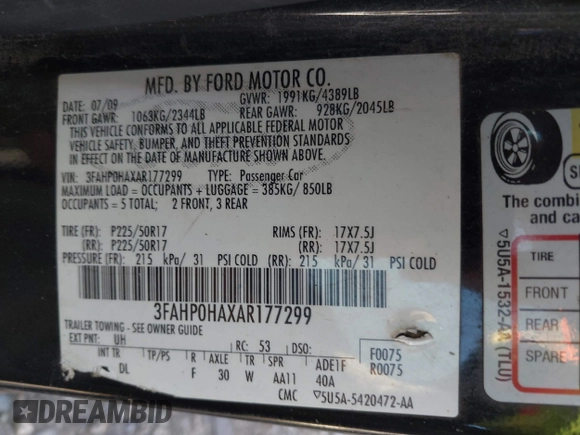 MFD. BY FORD MOTOR CO.
DATE: 07/09 GVWR: 1991KG/4389LB
FRONT GAWR: 1063KG/2344LB REAR GAWR: 928KG/2045LB
THIS VEHICLE CONFORMS TO ALL APPLICABLE FEDERAL MOTOR
VEHICLE SAFETY, BUMPER, AND THEFT PREVENTION STANDARDS
IN EFFECT ON THE DATE OF MANUFACTURE SHOWN ABOVE.
VIN: 3FAHP0HAXAR177299 TYPE: Passenger Car
MAXIMUM LOAD = OCCUPANTS + LUGGAGE = 385KG/ 850LB
OCCUPANTS = 5 TOTAL; 2 FRONT, 3 REAR
TIRE (FR): P225/50R17 RIMS (FR): 17X7.5J
(RR): P225/50R17 (RR): 17X7.5J
PRESSURE (FR): 215 kPa/ 31 PSI COLD (RR): 215 kPa/ 31 PSI COLD
3FAHP0HAXAR177299
TRAILER TOWING - SEE OWNER GUIDE
EXT PNT: UH RC: 53 DSO: F0075
INT TR TP/PS R AXLE TR SPR ADE1F R0075
DL F 30 W AA11 40A
CMC ▽5U5A-5420472-AA
The combin
and ca
TIRE
FRONT
REAR
SPARE
▽5U5A-1532-A (TLU)
BIDSEDAN.COM